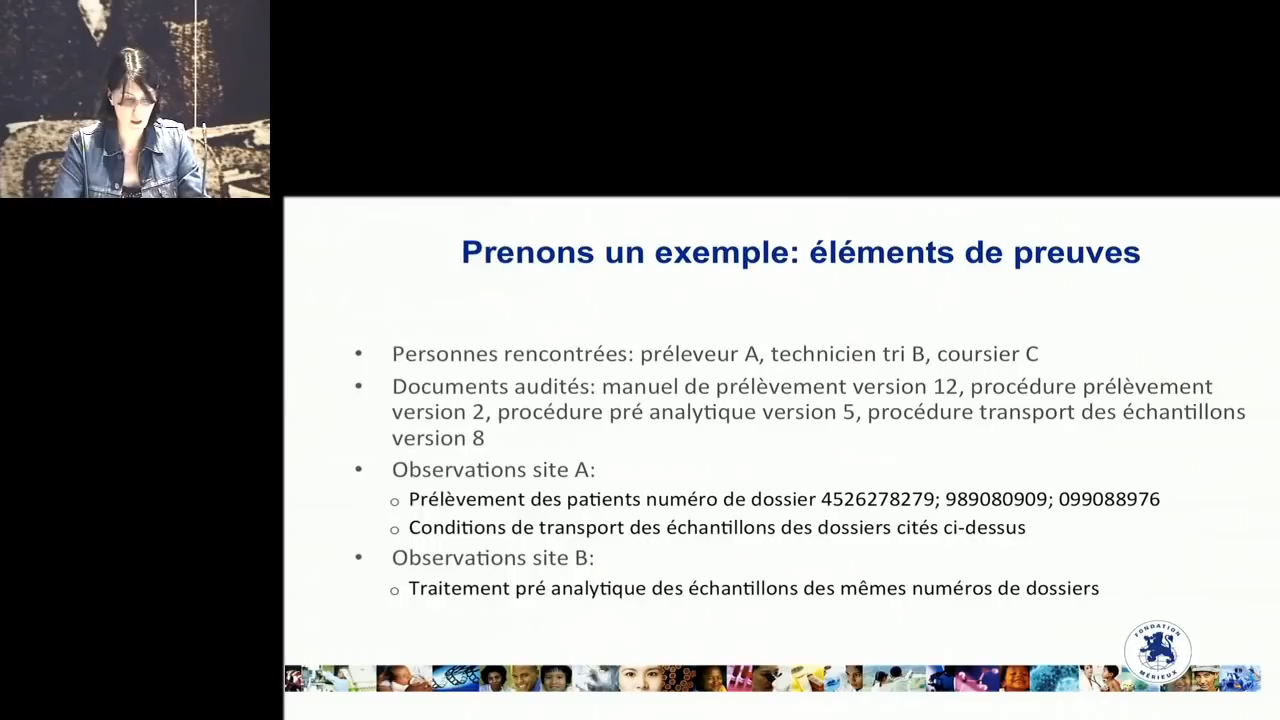 Prenons un exemple: éléments de preuves
• Personnes rencontrées: préleveur A, technicien tri B, coursier C
• Documents audités: manuel de prélèvement version 12, procédure prélèvement
version 2, procédure pré analytique version 5, procédure transport des échantillons
version 8
• Observations site A:
o Prélèvement des patients numéro de dossier 4526278279; 989080909; 099088976
o Conditions de transport des échantillons des dossiers cités ci-dessus
• Observations site B:
o Traitement pré analytique des échantillons des mêmes numéros de dossiers
FONDATION
MÉRIEUX